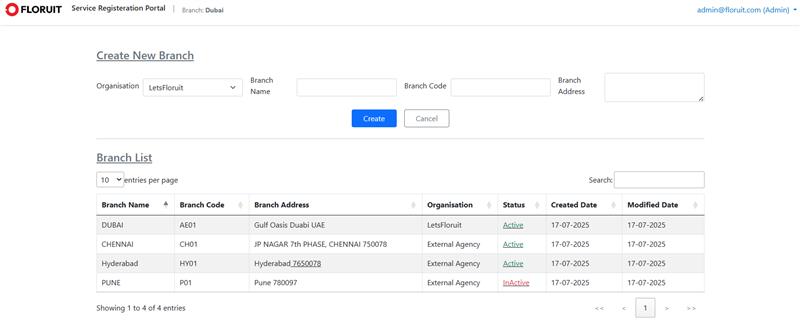 FLORUIT Service Registeration Portal | Branch: Dubai admin@floruit.com (Admin)
Create New Branch
Organisation LetsFloruit Branch Name Branch Code Branch Address
Create Cancel
Branch List
10 entries per page Search:
Branch Name Branch Code Branch Address Organisation Status Created Date Modified Date
DUBAI AE01 Gulf Oasis Duabi UAE LetsFloruit Active 17-07-2025 17-07-2025
CHENNAI CH01 JP NAGAR 7th PHASE, CHENNAI 750078 External Agency Active 17-07-2025 17-07-2025
Hyderabad HY01 Hyderabad 7650078 External Agency Active 17-07-2025 17-07-2025
PUNE P01 Pune 780097 External Agency InActive 17-07-2025 17-07-2025
Showing 1 to 4 of 4 entries << < 1 > >>